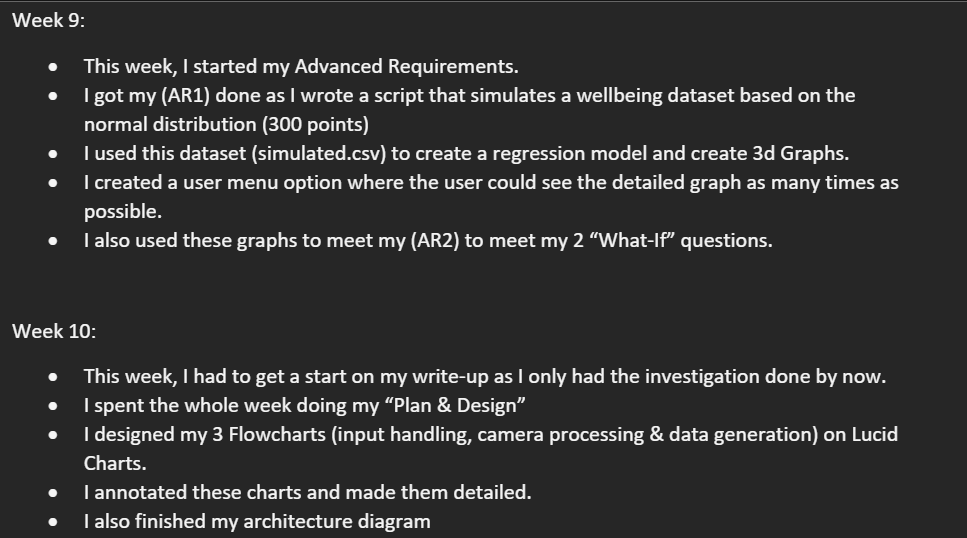 Week 9:
• This week, I started my Advanced Requirements.
• I got my (AR1) done as I wrote a script that simulates a wellbeing dataset based on the
normal distribution (300 points)
• I used this dataset (simulated.csv) to create a regression model and create 3d Graphs.
• I created a user menu option where the user could see the detailed graph as many times as
possible.
• I also used these graphs to meet my (AR2) to meet my 2 “What-If” questions.
Week 10:
• This week, I had to get a start on my write-up as I only had the investigation done by now.
• I spent the whole week doing my “Plan & Design”
• I designed my 3 Flowcharts (input handling, camera processing & data generation) on Lucid
Charts.
• I annotated these charts and made them detailed.
• I also finished my architecture diagram